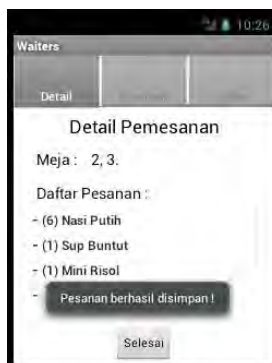 10:26
Waiters
Detail
Detail Pemesanan
Meja : 2, 3.
Daftar Pesanan :
- (6) Nasi Putih
- (1) Sup Buntut
- (1) Mini Risol
-
Pesanan berhasil disimpan !
Selesai